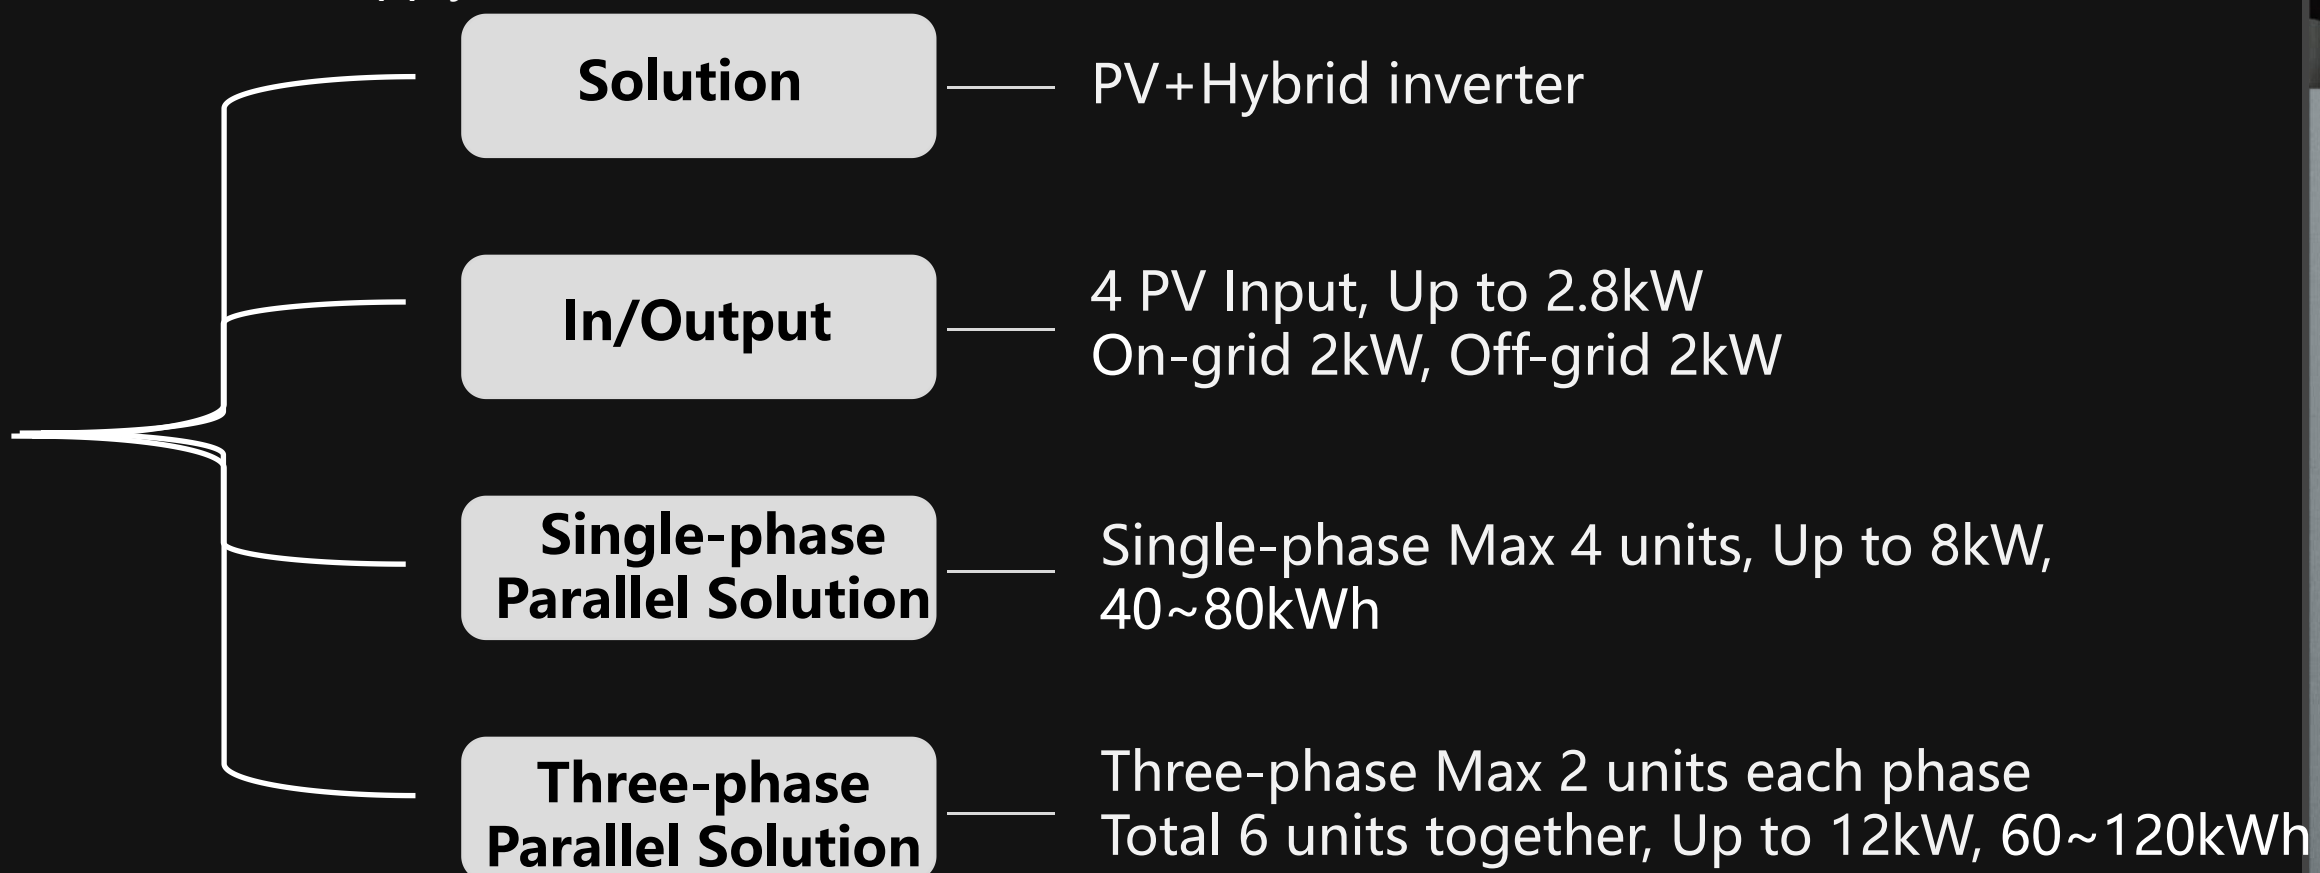 Solution
PV+Hybrid inverter
In/Output
4 PV Input, Up to 2.8kW
On-grid 2kW, Off-grid 2kW
Single-phase
Parallel Solution
Single-phase Max 4 units, Up to 8kW,
40~80kWh
Three-phase
Parallel Solution
Three-phase Max 2 units each phase
Total 6 units together, Up to 12kW, 60~120kWh